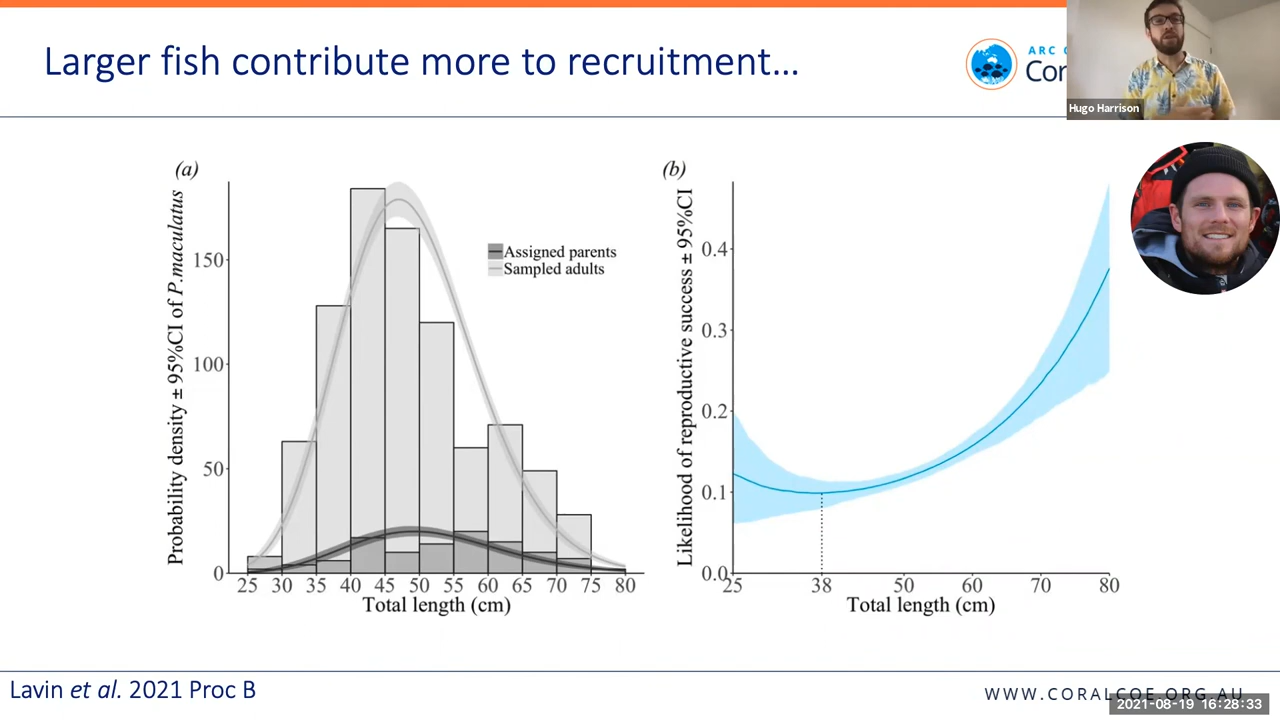 Larger fish contribute more to recruitment...
ARC C
Cor
Hugo Harrison
(a)
Probability density ± 95%CI of P.maculatus
150
100
50
0
25 30 35 40 45 50 55 60 65 70 75 80
Total length (cm)
Assigned parents
Sampled adults
(b)
Likelihood of reproductive success ± 95%CI
0.4
0.3
0.2
0.1
0.0
25 38 50 60 70 80
Total length (cm)
Lavin et al. 2021 Proc B
WWW.CORALCOE.ORG.AU
2021-08-19 16:28:33